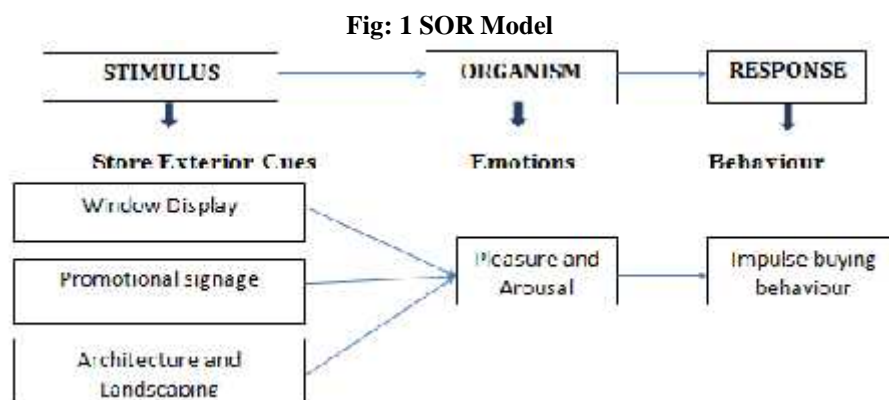 Fig: 1 SOR Model
STIMULUS ORGANISM RESPONSE
Store Exterior Cues Emotions Behaviour
Window Display
Promotional signage
Pleasure and
Arousal
Impulse buying
behaviour
Architecture and
Landscaping